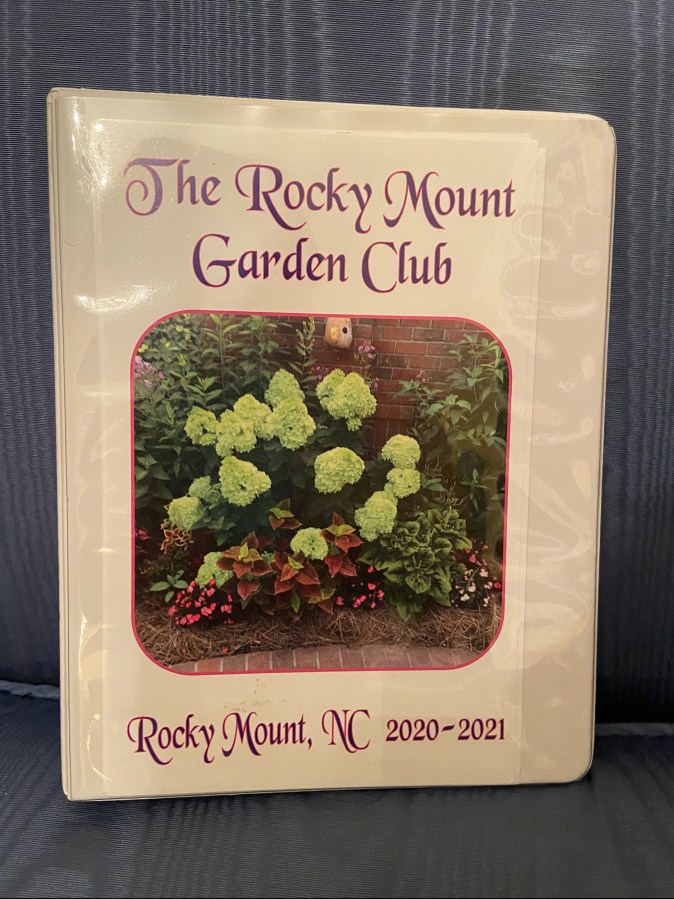 The Rocky Mount
Garden Club
Rocky Mount, NC 2020-2021